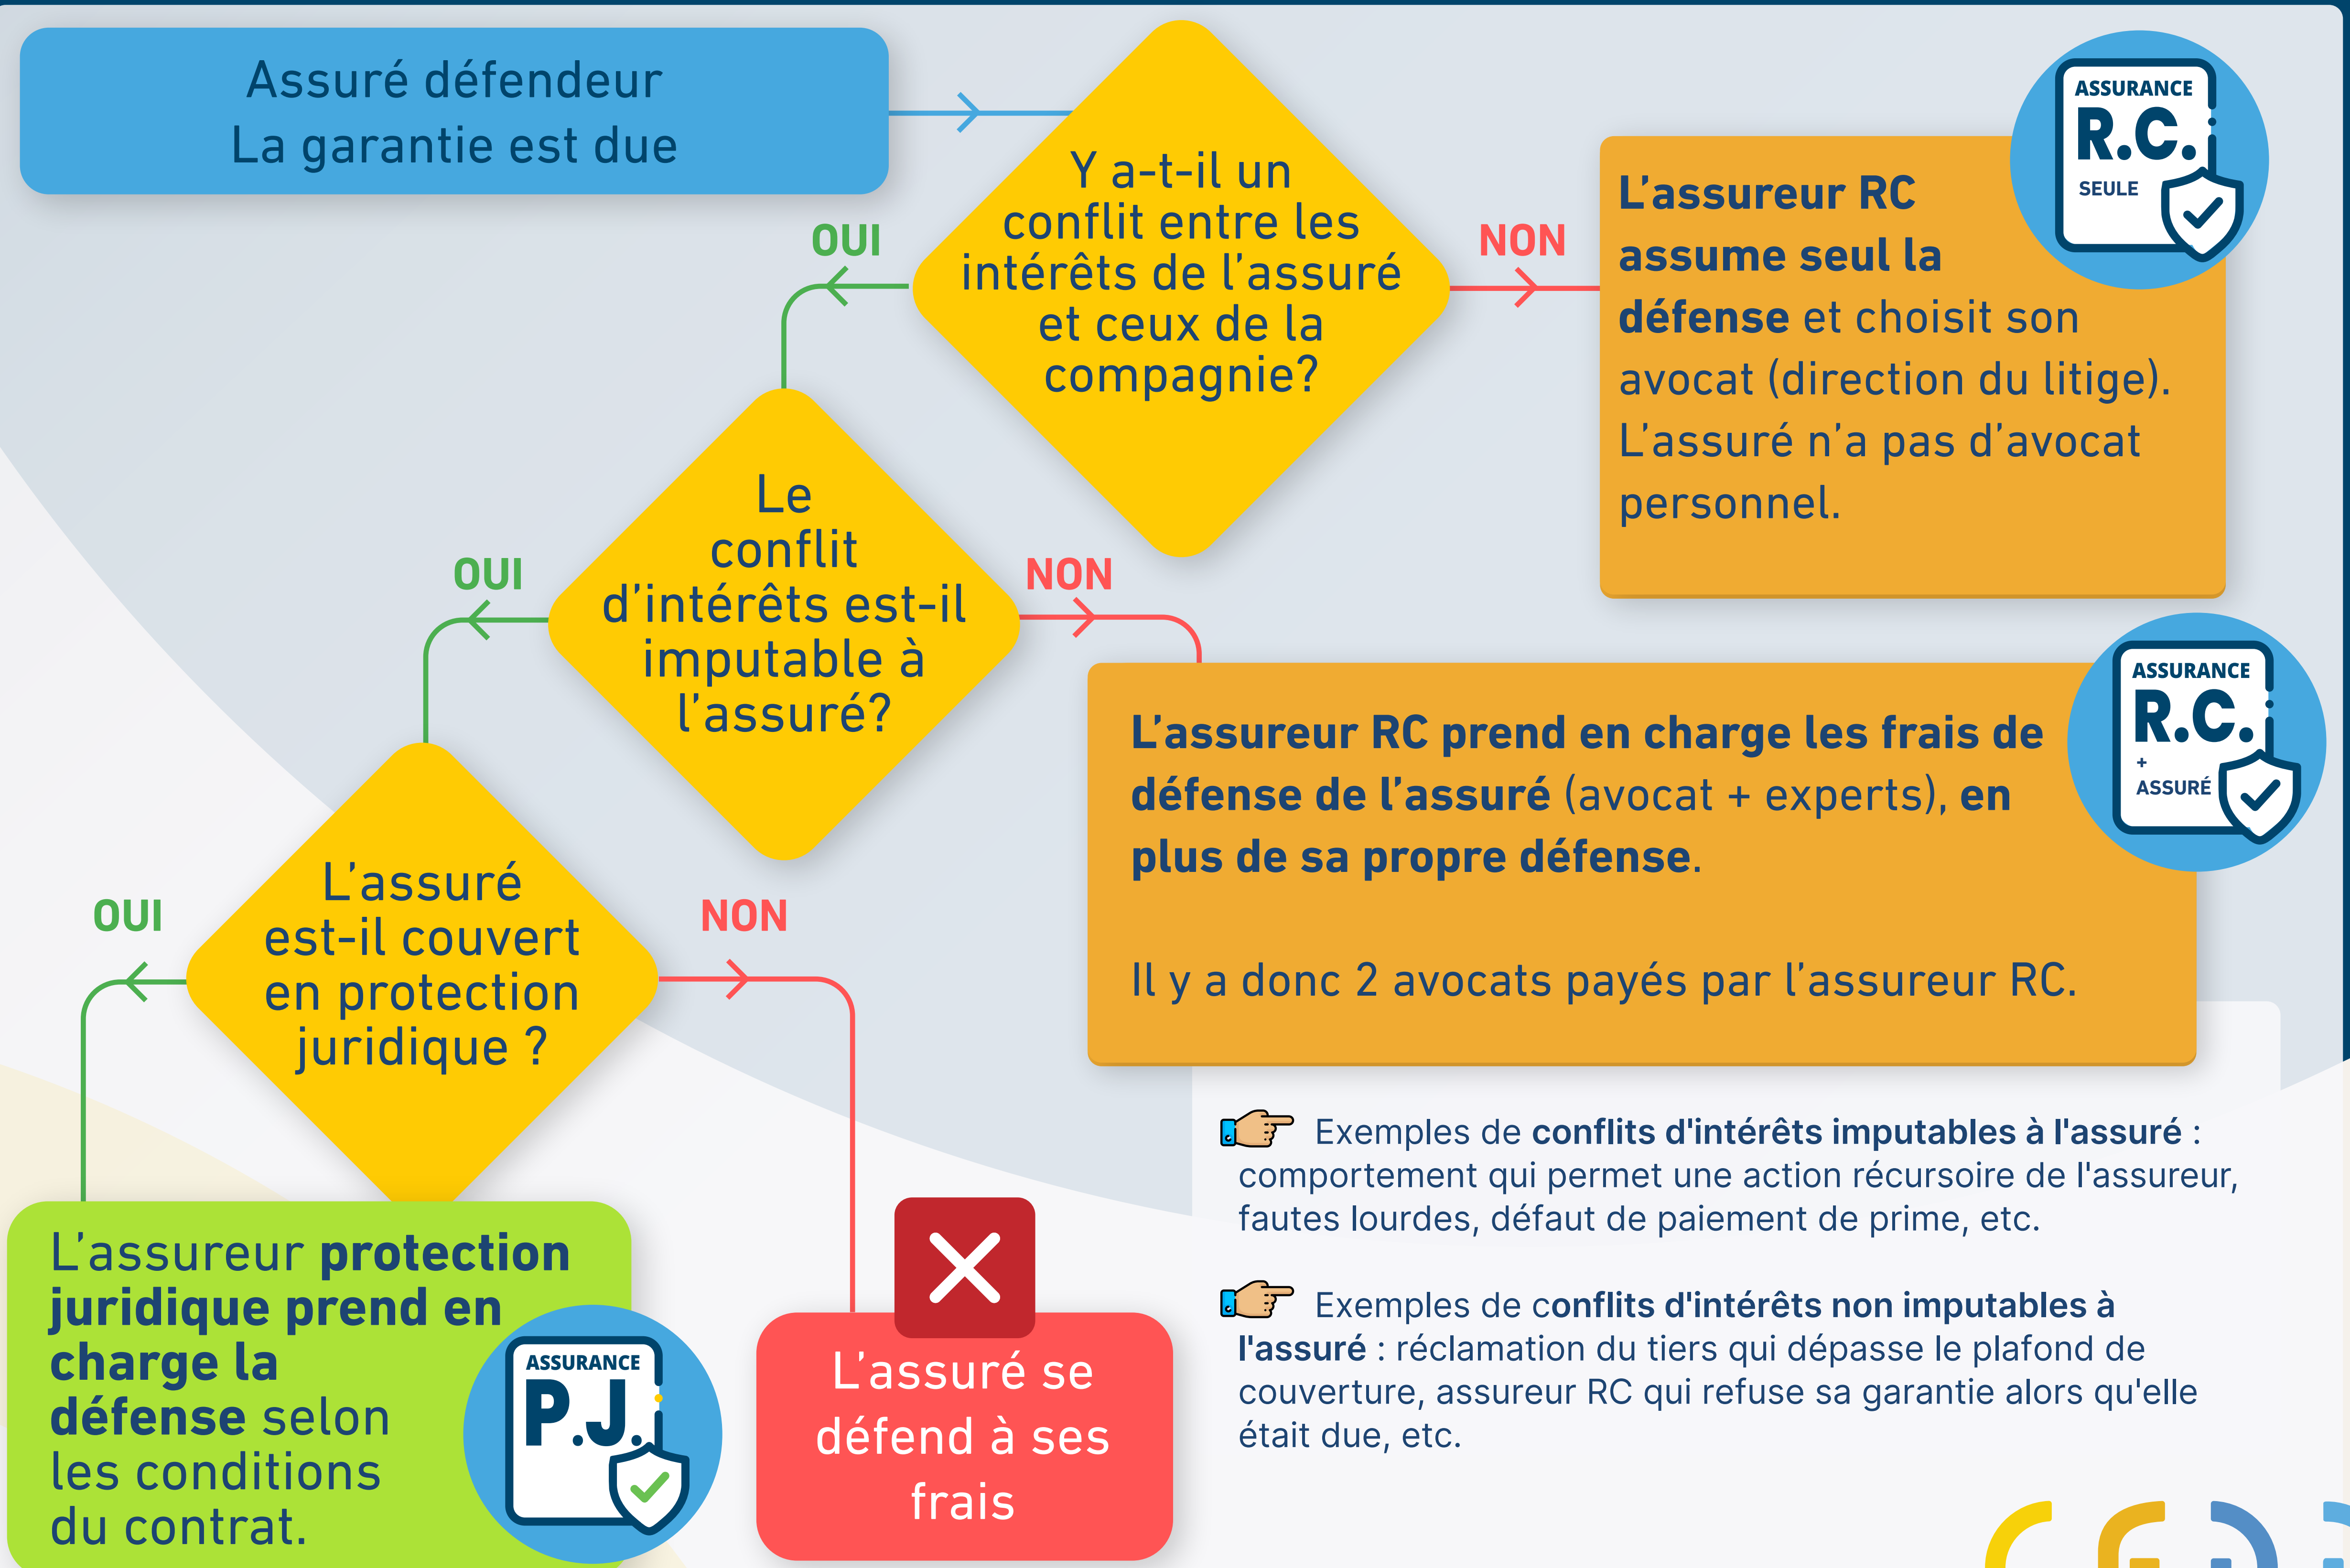 Assuré défendeur
La garantie est due
Y a-t-il un
conflit entre les
intérêts de l'assuré
et ceux de la
compagnie?
OUI
NON
L'assureur RC
assume seul la
défense et choisit son
avocat (direction du litige).
L'assuré n'a pas d'avocat
personnel.
ASSURANCE
R.C.
SEULE
Le
conflit
d'intérêts est-il
imputable à
l'assuré?
OUI
NON
L'assureur RC prend en charge les frais de
défense de l'assuré (avocat + experts), en
plus de sa propre défense.
Il y a donc 2 avocats payés par l'assureur RC.
ASSURANCE
R.C.
+
ASSURÉ
L'assuré
est-il couvert
en protection
juridique ?
OUI
NON
L'assureur protection
juridique prend en
charge la
défense selon
les conditions
du contrat.
ASSURANCE
P.J.
L'assuré se
défend à ses
frais
Exemples de conflits d'intérêts imputables à l'assuré :
comportement qui permet une action récursoire de l'assureur,
fautes lourdes, défaut de paiement de prime, etc.
Exemples de conflits d'intérêts non imputables à
l'assuré : réclamation du tiers qui dépasse le plafond de
couverture, assureur RC qui refuse sa garantie alors qu'elle
était due, etc.